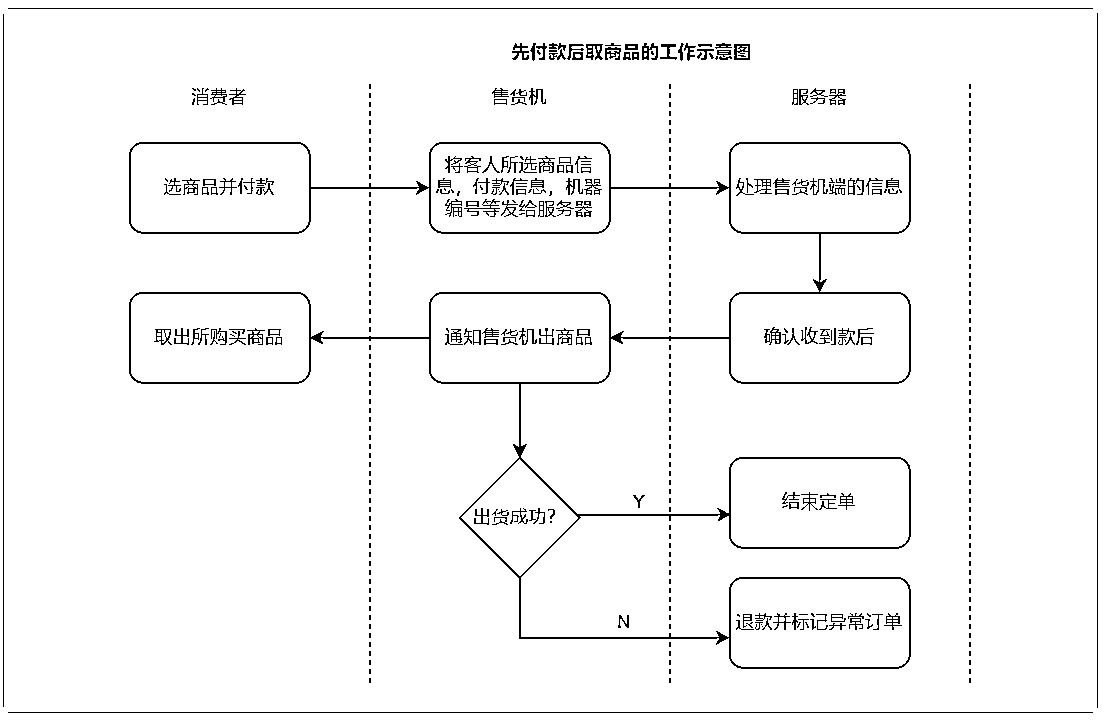 先付款后取商品的工作示意图
消费者
售货机
服务器
选商品并付款
将客人所选商品信
息，付款信息，机器
编号等发给服务器
处理售货机端的信息
取出所购买商品
通知售货机出商品
确认收到款后
出货成功？
Y
结束定单
N
退款并标记异常订单